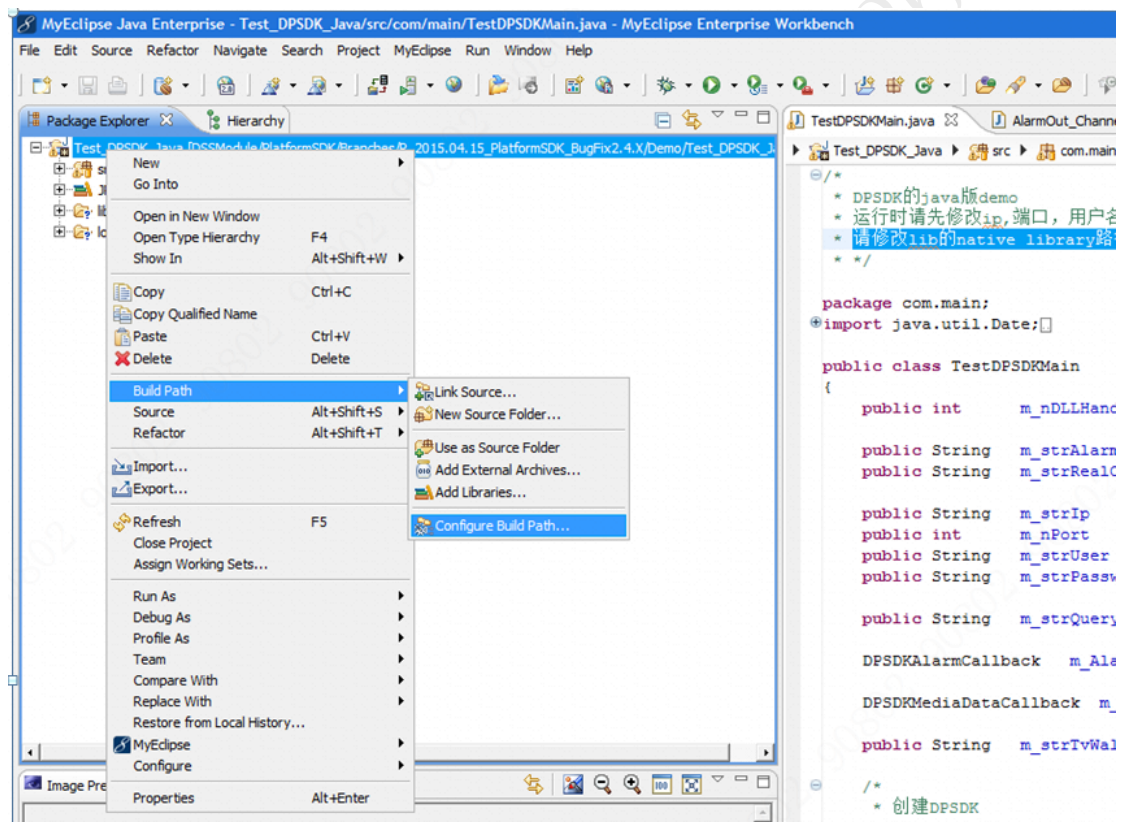 MyEclipse Java Enterprise - Test_DPSDK_Java/src/com/main/TestDPSDKMain.java - MyEclipse Enterprise Workbench
File Edit Source Refactor Navigate Search Project MyEclipse Run Window Help
Package Explorer Hierarchy
TestDPSDKMain.java AlarmOut_Channe
Test_DPSDK_Java [DSSModule/PlatformSDK/Branches/R_2015.04.15_PlatformSDK_BugFix2.4.X/Demo/Test_DPSDK_J
Test_DPSDK_Java src com.main
New
Go Into
Open in New Window
Open Type Hierarchy F4
Show In Alt+Shift+W
Copy Ctrl+C
Copy Qualified Name
Paste Ctrl+V
Delete Delete
Build Path
Source Alt+Shift+S
Refactor Alt+Shift+T
Import...
Export...
Refresh F5
Close Project
Assign Working Sets...
Run As
Debug As
Profile As
Team
Compare With
Replace With
Restore from Local History...
MyEclipse
Configure
Properties Alt+Enter
Link Source...
New Source Folder...
Use as Source Folder
Add External Archives...
Add Libraries...
Configure Build Path...
Image Pre
/*
* DPSDK的java版demo
* 运行时请先修改ip,端口，用户名
* 请修改lib的native library路
* */
package com.main;
import java.util.Date;
public class TestDPSDKMain
{
public int m_nDLLHand
public String m_strAlarm
public String m_strRealC
public String m_strIp
public int m_nPort
public String m_strUser
public String m_strPassw
public String m_strQuery
DPSDKAlarmCallback m_Ala
DPSDKMediaDataCallback m_
public String m_strTvWal
/*
* 创建DPSDK